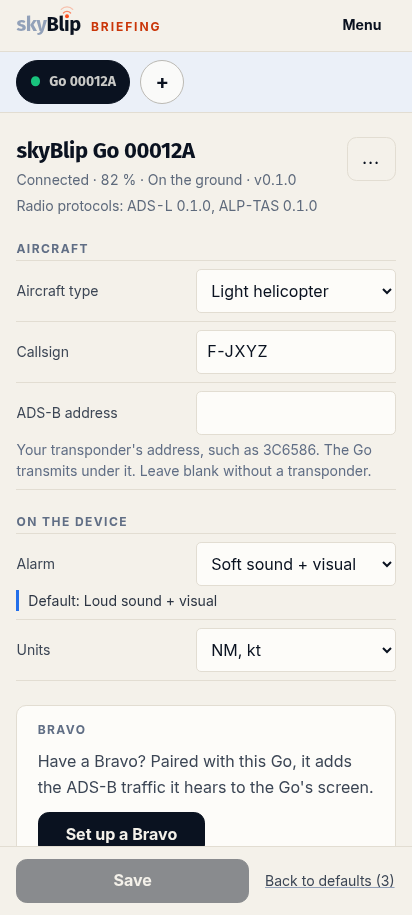 skyBlip BRIEFING
Menu
Go 00012A
+
skyBlip Go 00012A
...
Connected · 82 % · On the ground · v0.1.0
Radio protocols: ADS-L 0.1.0, ALP-TAS 0.1.0
AIRCRAFT
Aircraft type
Light helicopter
Callsign
F-JXYZ
ADS-B address
Your transponder's address, such as 3C6586. The Go
transmits under it. Leave blank without a transponder.
ON THE DEVICE
Alarm
Soft sound + visual
Default: Loud sound + visual
Units
NM, kt
BRAVO
Have a Bravo? Paired with this Go, it adds
the ADS-B traffic it hears to the Go's screen.
Set up a Bravo
Save
Back to defaults (3)